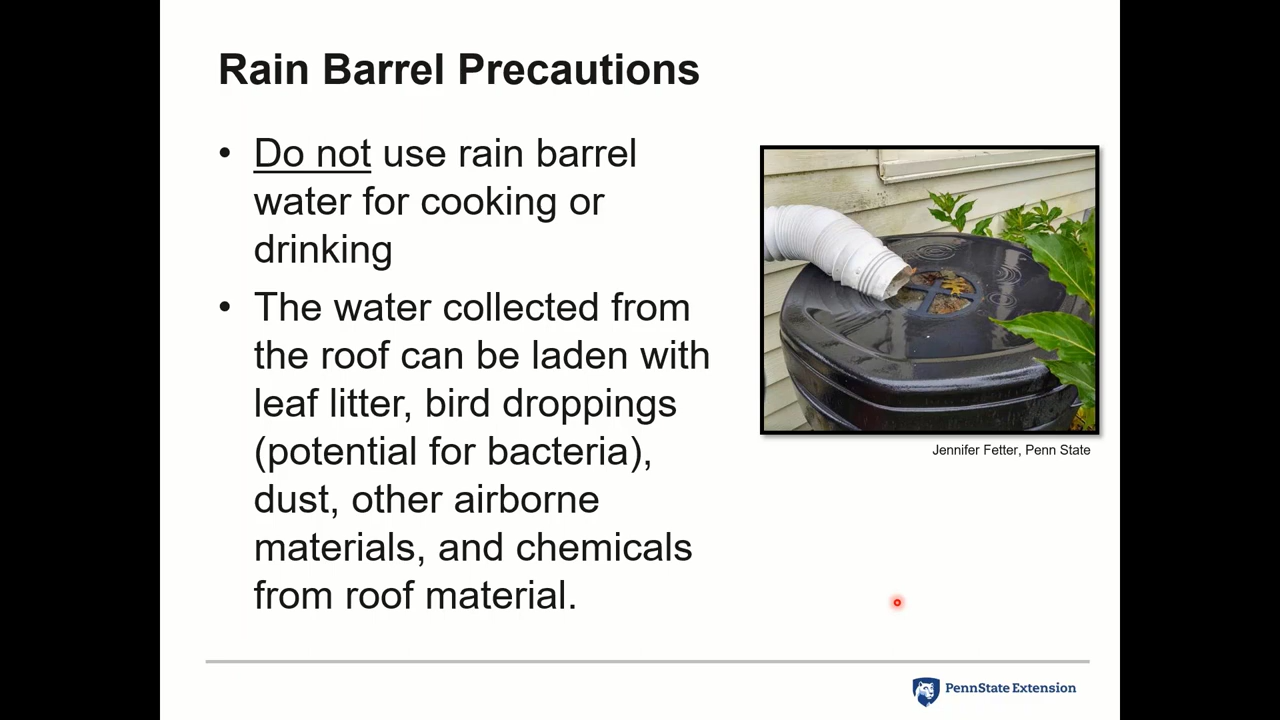 Rain Barrel Precautions
• Do not use rain barrel
water for cooking or
drinking
• The water collected from
the roof can be laden with
leaf litter, bird droppings
(potential for bacteria),
dust, other airborne
materials, and chemicals
from roof material.
Jennifer Fetter, Penn State
PennState Extension